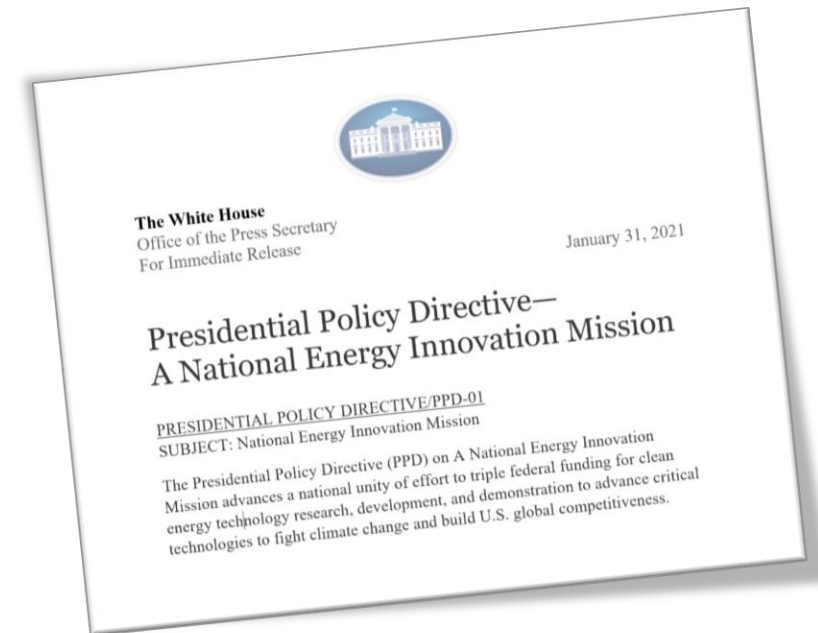 The White House
Office of the Press Secretary
For Immediate Release
January 31, 2021
Presidential Policy Directive—
A National Energy Innovation Mission
PRESIDENTIAL POLICY DIRECTIVE/PPD-01
SUBJECT: National Energy Innovation Mission
The Presidential Policy Directive (PPD) on A National Energy Innovation
Mission advances a national unity of effort to triple federal funding for clean
energy technology research, development, and demonstration to advance critical
technologies to fight climate change and build U.S. global competitiveness.